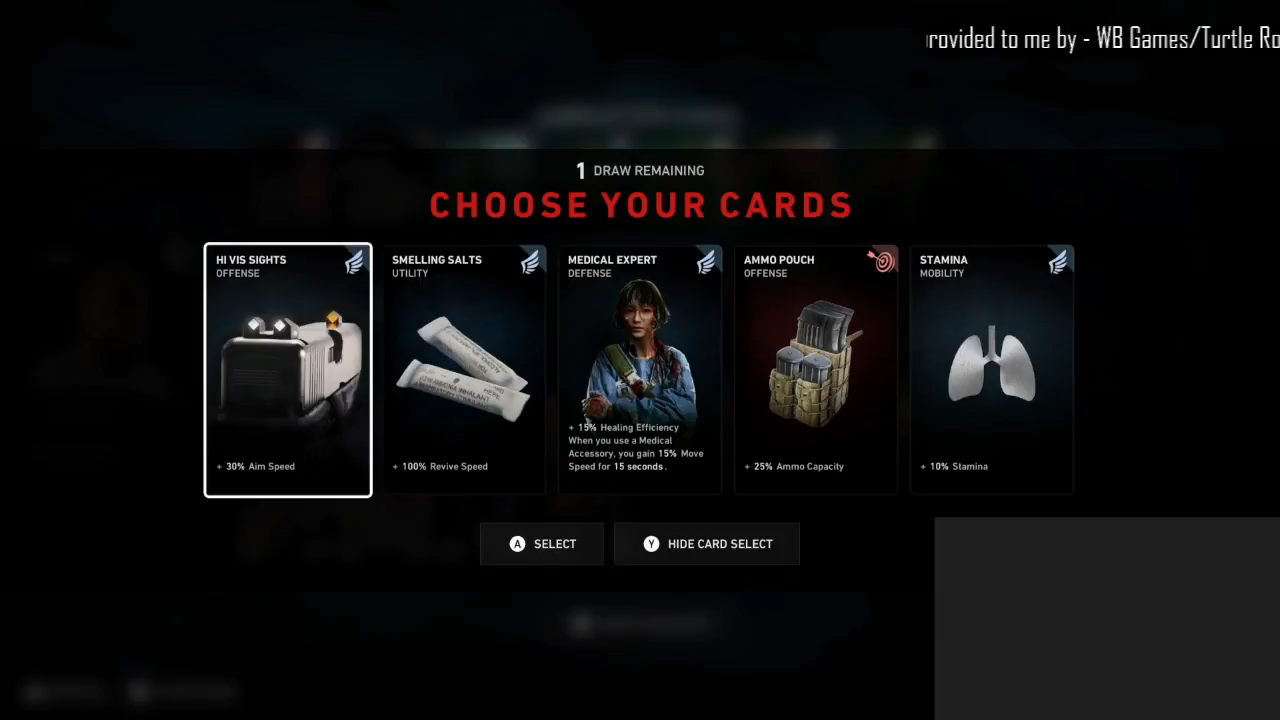 rovided to me by - WB Games/Turtle Ro
1 DRAW REMAINING
CHOOSE YOUR CARDS
HI VIS SIGHTS
OFFENSE
+ 30% Aim Speed
SMELLING SALTS
UTILITY
+ 100% Revive Speed
MEDICAL EXPERT
DEFENSE
+ 15% Healing Efficiency
When you use a Medical
Accessory, you gain 15% Move
Speed for 15 seconds.
AMMO POUCH
OFFENSE
+ 25% Ammo Capacity
STAMINA
MOBILITY
+ 10% Stamina
A SELECT
Y HIDE CARD SELECT